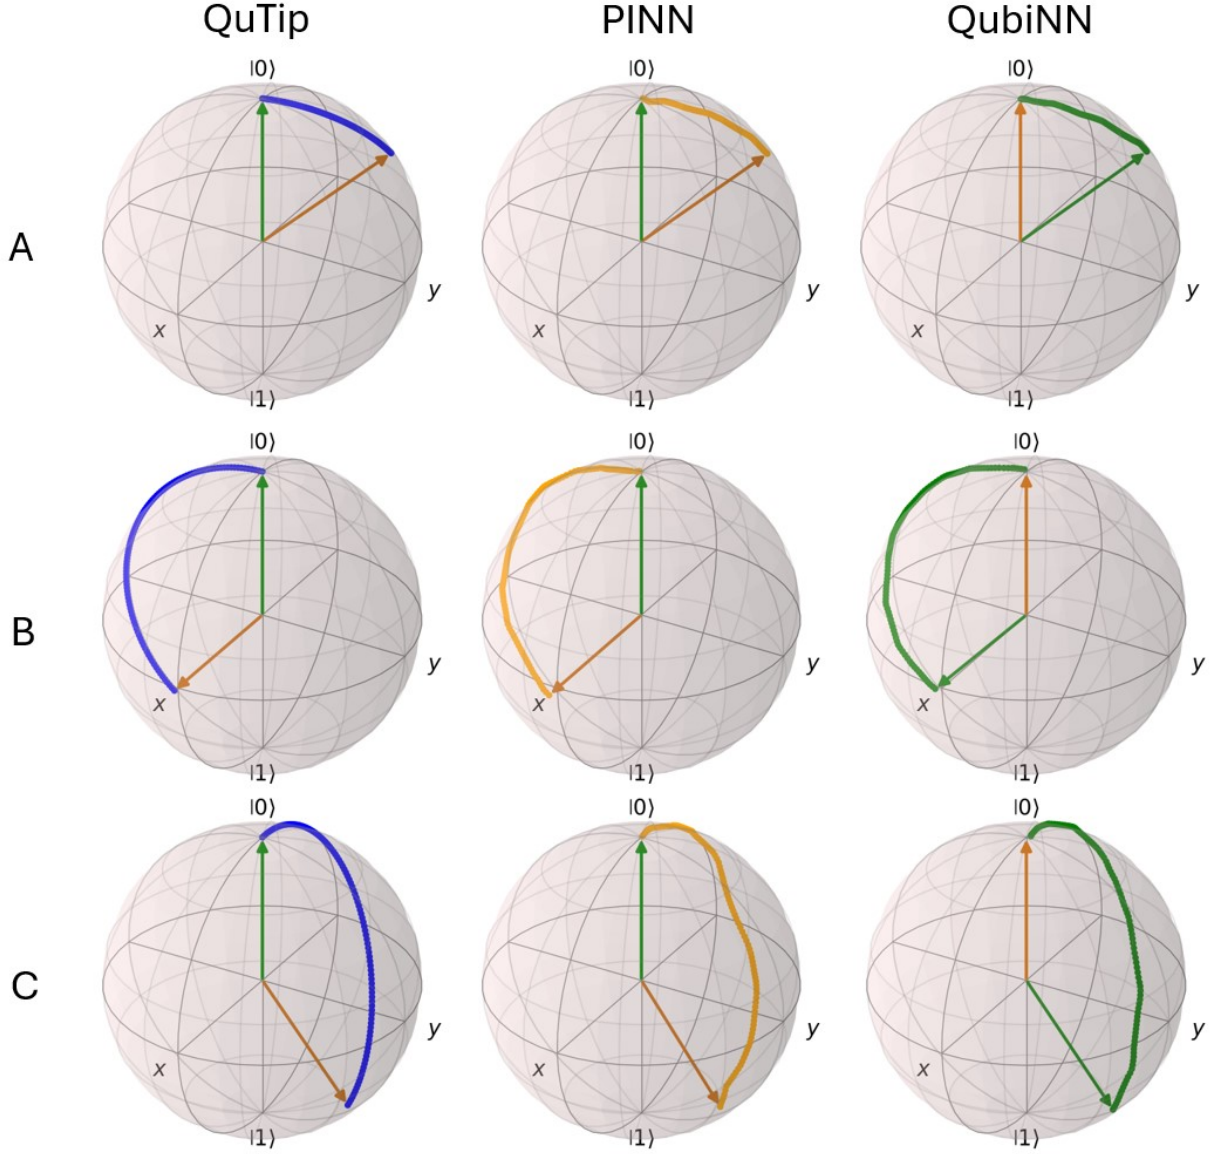 QuTip PINN QubiNN
|0⟩ |0⟩ |0⟩
A
y y y
x x x
|1⟩ |1⟩ |1⟩
|0⟩ |0⟩ |0⟩
B
y y y
x x x
|1⟩ |1⟩ |1⟩
|0⟩ |0⟩ |0⟩
C
y y y
x x x
|1⟩ |1⟩ |1⟩